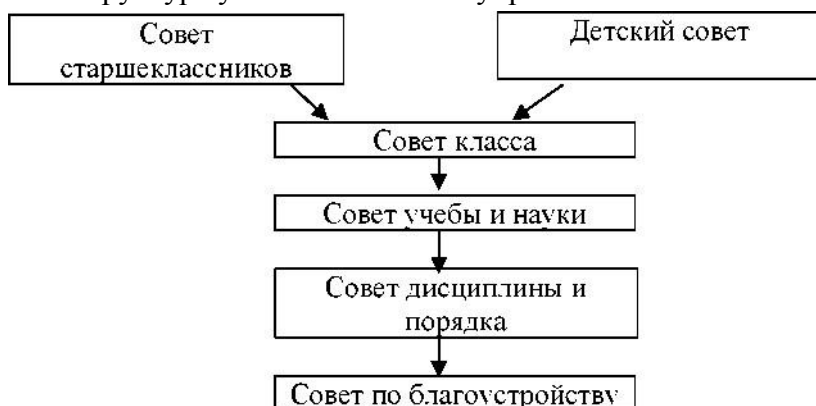 Совет
старшеклассников
Детский совет
Совет класса
Совет учебы и науки
Совет дисциплины и
порядка
Совет по благоустройству